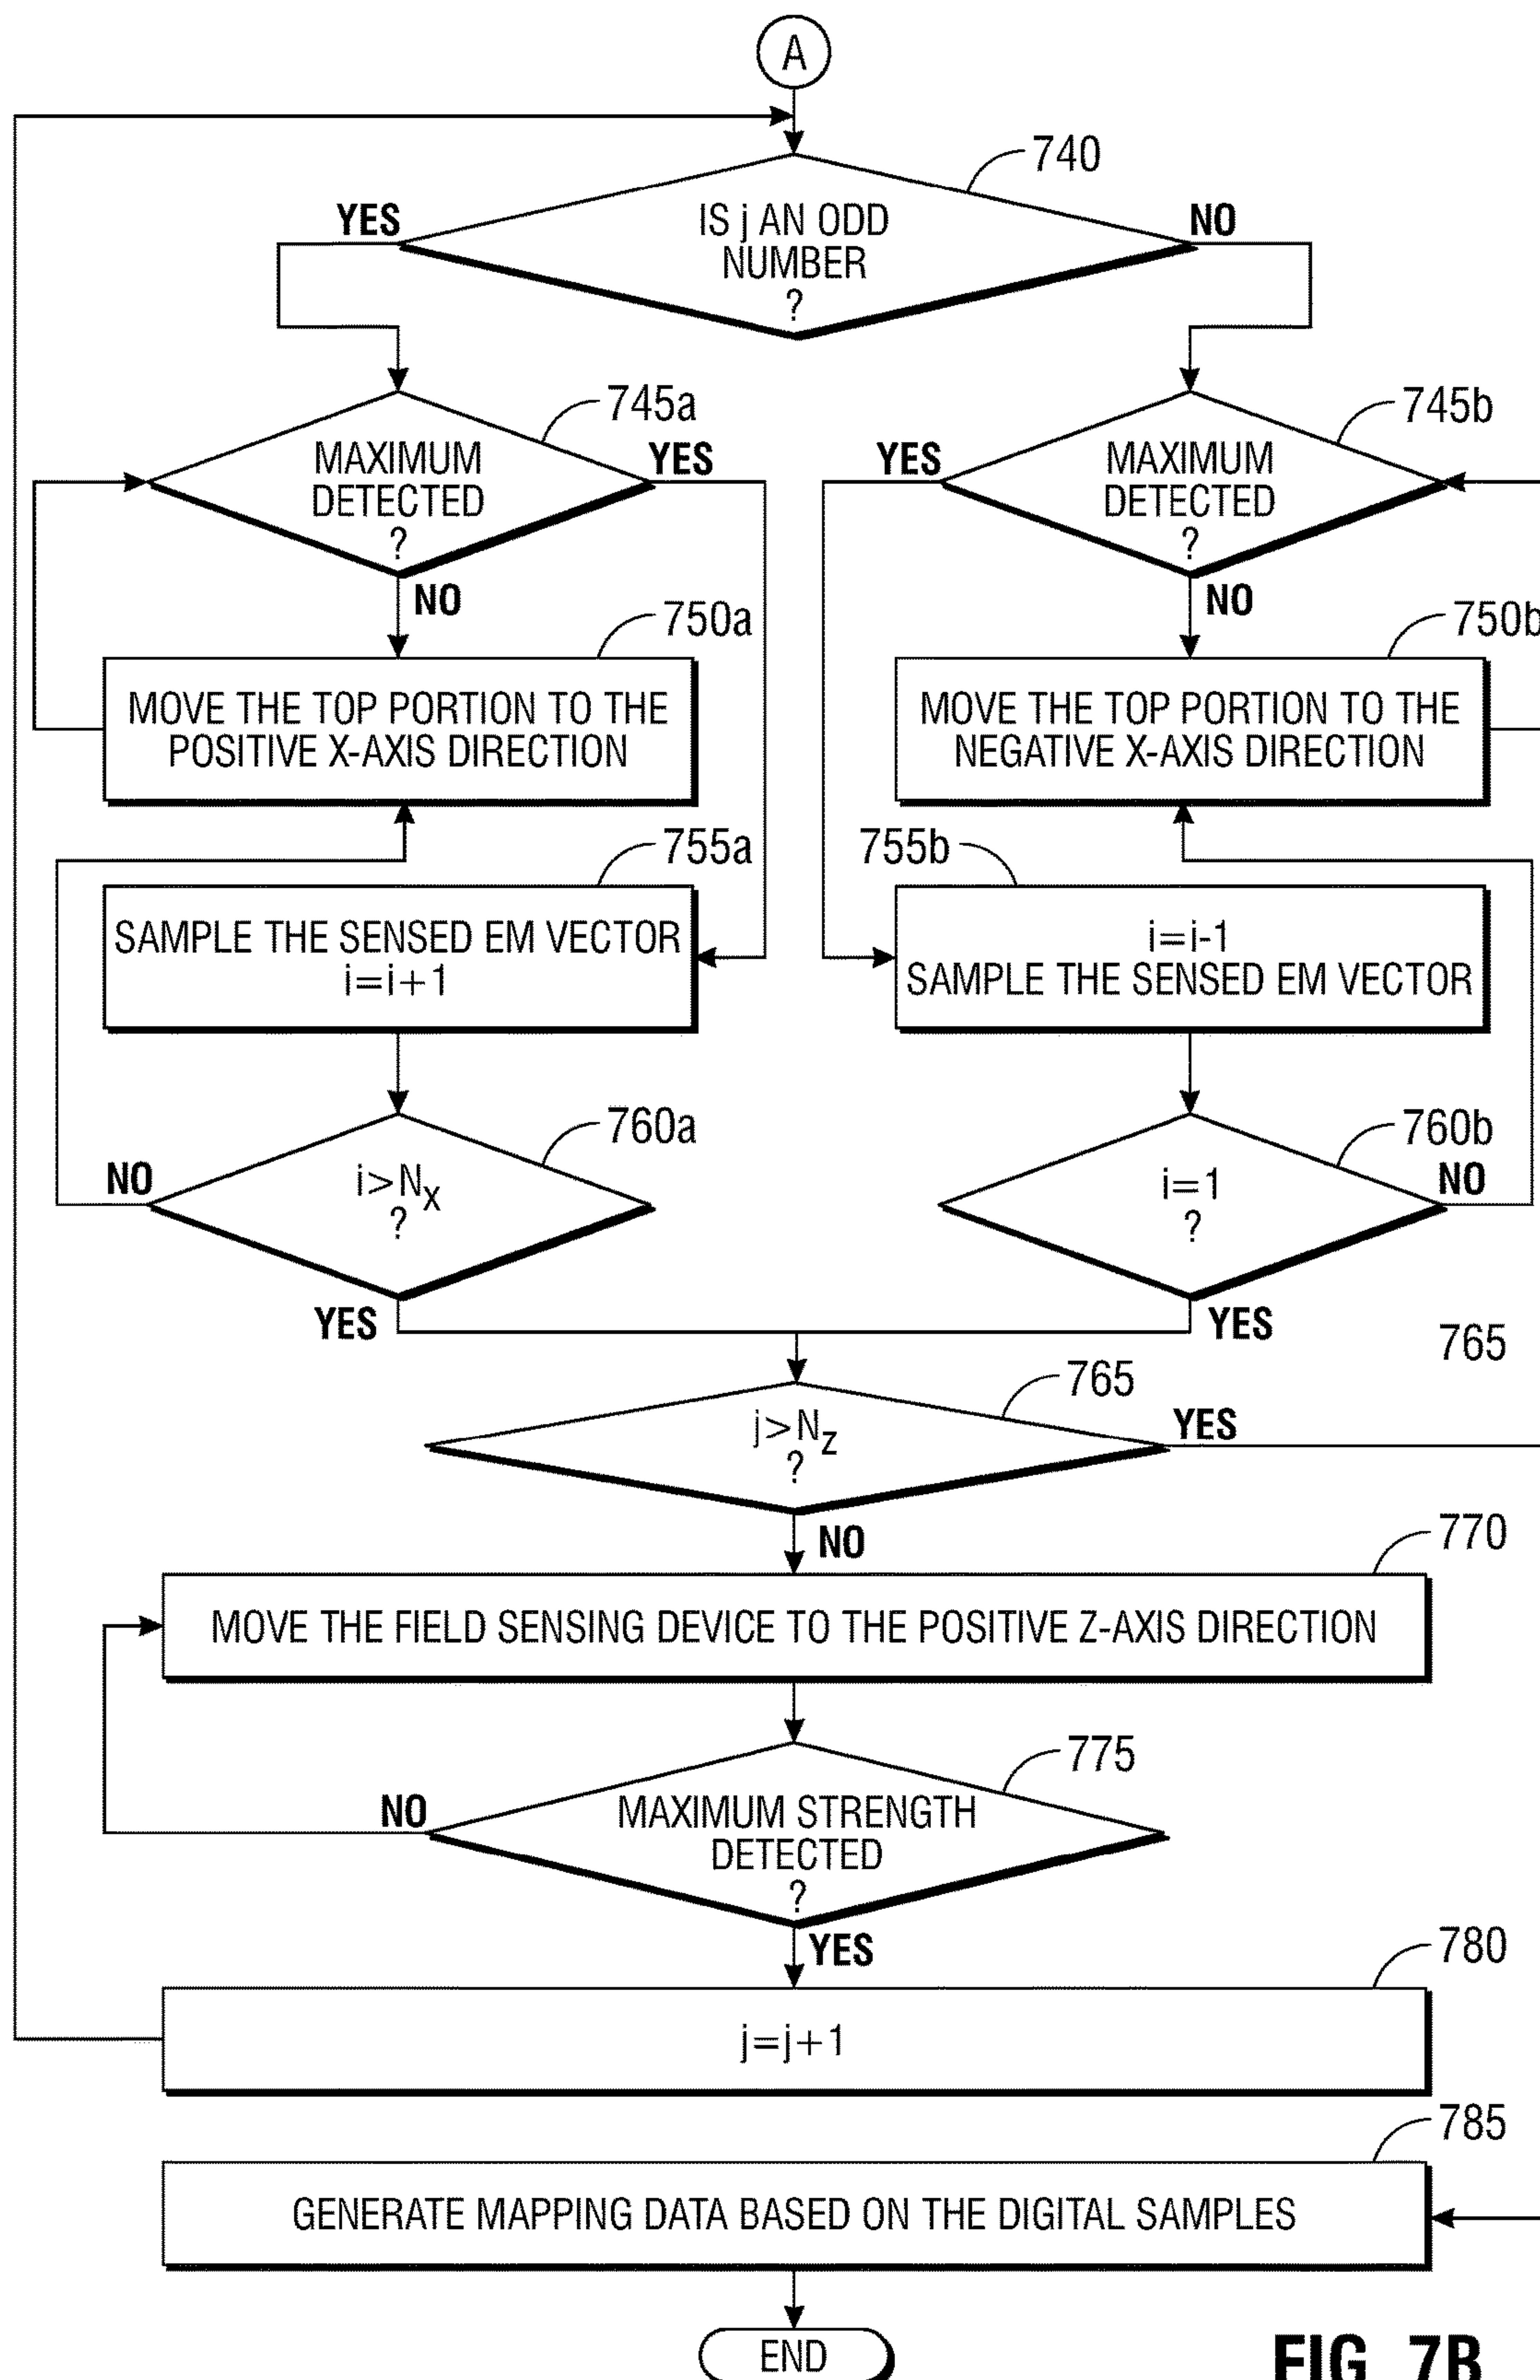 A
740
YES
IS j AN ODD
NUMBER
?
NO
745a
MAXIMUM
DETECTED
?
YES
NO
745b
YES
MAXIMUM
DETECTED
?
NO
750a
MOVE THE TOP PORTION TO THE
POSITIVE X-AXIS DIRECTION
750b
MOVE THE TOP PORTION TO THE
NEGATIVE X-AXIS DIRECTION
755a
SAMPLE THE SENSED EM VECTOR
i=i+1
755b
i=i-1
SAMPLE THE SENSED EM VECTOR
760a
NO
i>NX
?
YES
760b
i=1
?
NO
YES
765
765
j>NZ
?
YES
NO
770
MOVE THE FIELD SENSING DEVICE TO THE POSITIVE Z-AXIS DIRECTION
775
NO
MAXIMUM STRENGTH
DETECTED
?
YES
780
j=j+1
785
GENERATE MAPPING DATA BASED ON THE DIGITAL SAMPLES
END
FIG. 7B